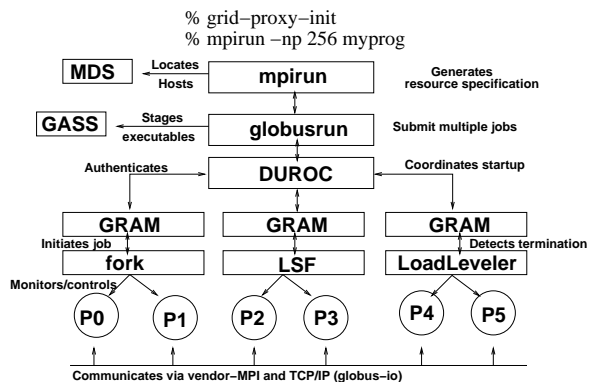 % grid−proxy−init
% mpirun −np 256 myprog
MDS
Locates
Hosts
mpirun
Generates
resource specification
GASS
Stages
executables
globusrun
Submit multiple jobs
Authenticates
DUROC
Coordinates startup
GRAM
GRAM
GRAM
Initiates job
Detects termination
fork
LSF
LoadLeveler
Monitors/controls
P0
P1
P2
P3
P4
P5
Communicates via vendor−MPI and TCP/IP (globus−io)